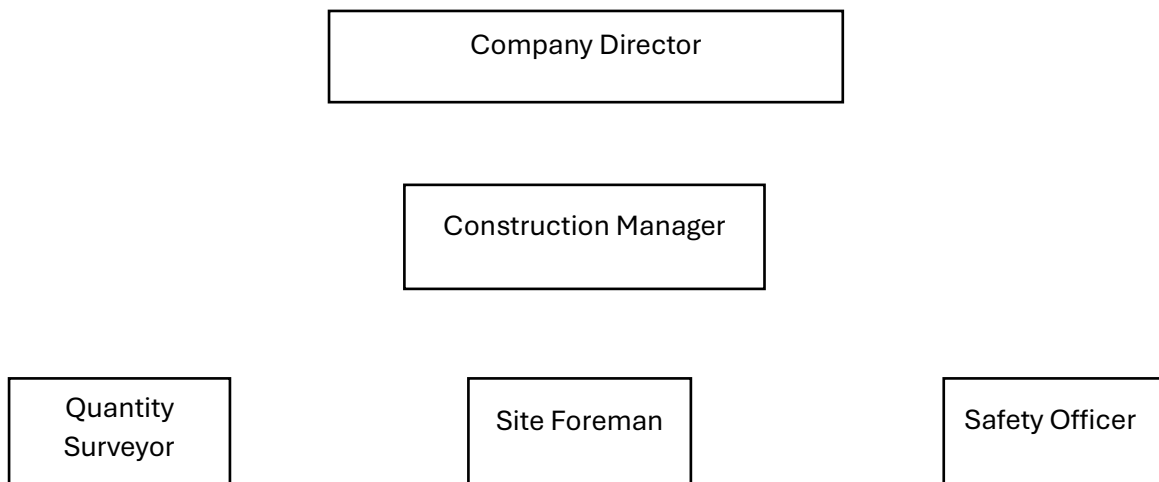 Company Director
Construction Manager
Quantity
Surveyor
Site Foreman
Safety Officer